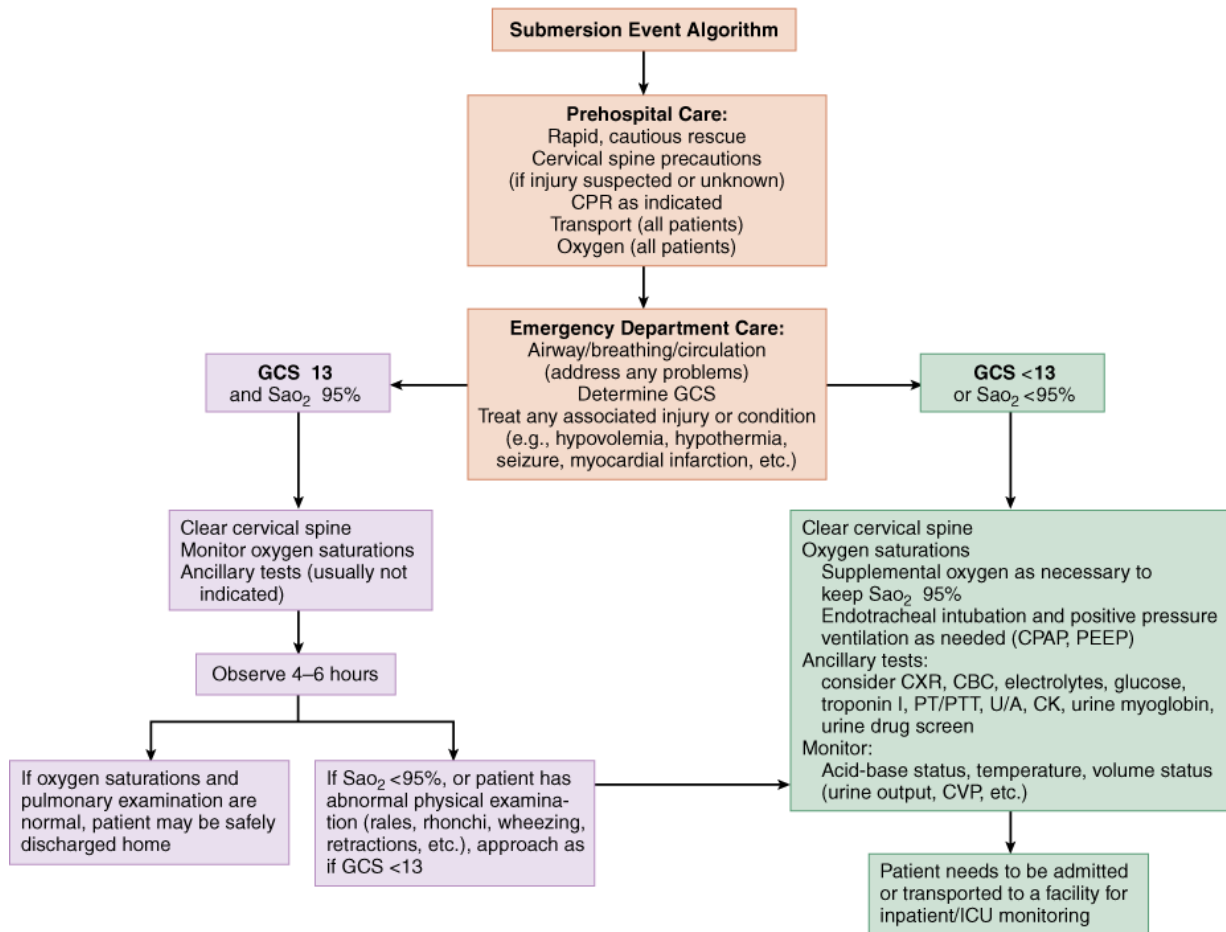 Submersion Event Algorithm
Prehospital Care:
Rapid, cautious rescue
Cervical spine precautions
(if injury suspected or unknown)
CPR as indicated
Transport (all patients)
Oxygen (all patients)
Emergency Department Care:
Airway/breathing/circulation
(address any problems)
Determine GCS
Treat any associated injury or condition
(e.g., hypovolemia, hypothermia,
seizure, myocardial infarction, etc.)
GCS 13
and Sao₂ 95%
GCS <13
or Sao₂ <95%
Clear cervical spine
Monitor oxygen saturations
Ancillary tests (usually not
indicated)
Observe 4–6 hours
If oxygen saturations and
pulmonary examination are
normal, patient may be safely
discharged home
If Sao₂ <95%, or patient has
abnormal physical examina-
tion (rales, rhonchi, wheezing,
retractions, etc.), approach as
if GCS <13
Clear cervical spine
Oxygen saturations
Supplemental oxygen as necessary to
keep Sao₂ 95%
Endotracheal intubation and positive pressure
ventilation as needed (CPAP, PEEP)
Ancillary tests:
consider CXR, CBC, electrolytes, glucose,
troponin I, PT/PTT, U/A, CK, urine myoglobin,
urine drug screen
Monitor:
Acid-base status, temperature, volume status
(urine output, CVP, etc.)
Patient needs to be admitted
or transported to a facility for
inpatient/ICU monitoring